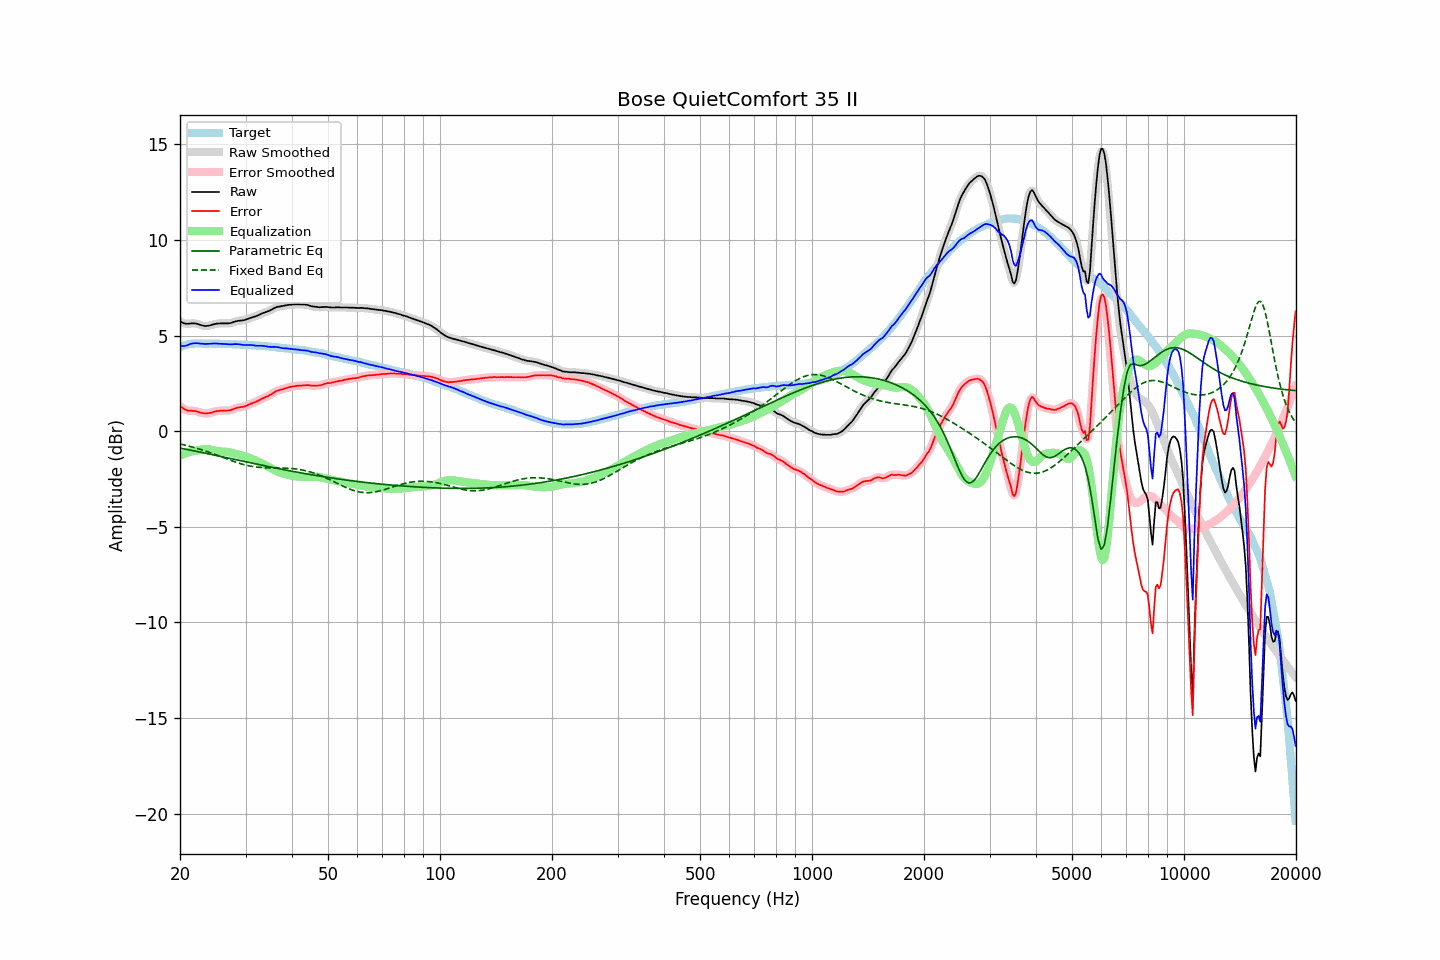 Bose QuietComfort 35 II
Target
Raw Smoothed
Error Smoothed
Raw
Error
Equalization
Parametric Eq
Fixed Band Eq
Equalized
Amplitude (dBr)
15
10
5
0
−5
−10
−15
−20
20 50 100 200 500 1000 2000 5000 10000 20000
Frequency (Hz)